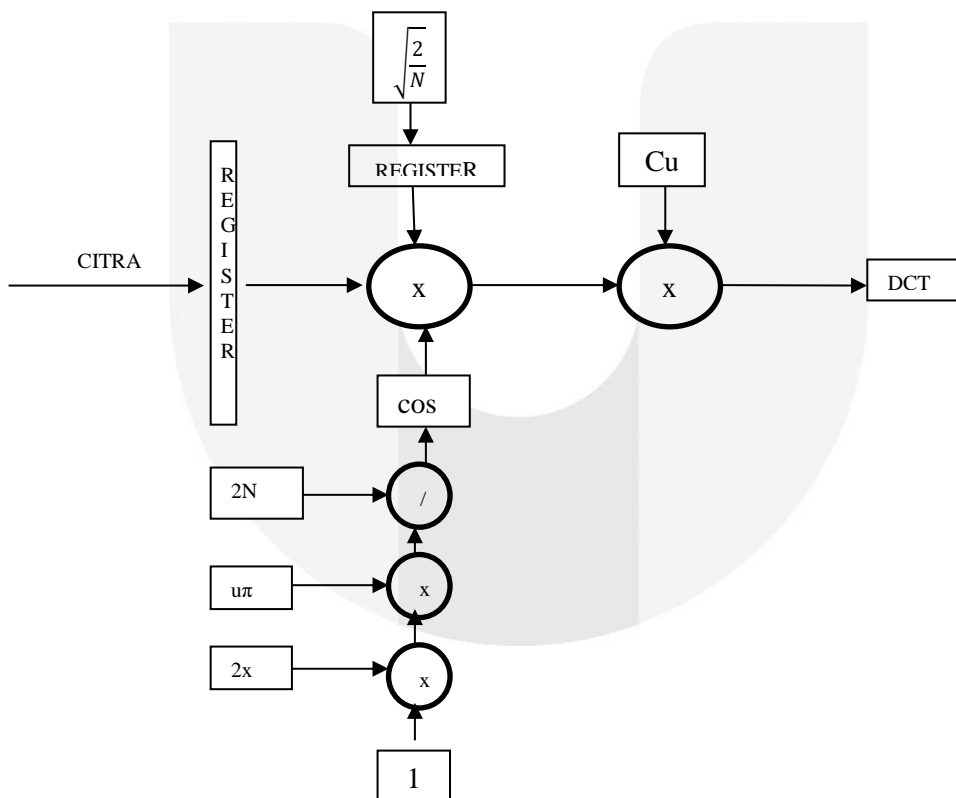 √(2/N)
REGISTER
Cu
CITRA
REGISTER
x
x
DCT
cos
2N
/
uπ
x
2x
x
1